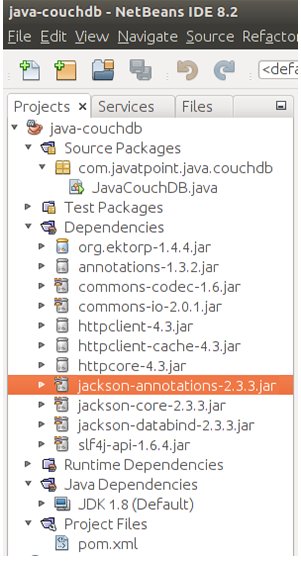 java-couchdb - NetBeans IDE 8.2
File Edit View Navigate Source Refacto
<defa
Projects × Services Files
java-couchdb
Source Packages
com.javatpoint.java.couchdb
JavaCouchDB.java
Test Packages
Dependencies
org.ektorp-1.4.4.jar
annotations-1.3.2.jar
commons-codec-1.6.jar
commons-io-2.0.1.jar
httpclient-4.3.jar
httpclient-cache-4.3.jar
httpcore-4.3.jar
jackson-annotations-2.3.3.jar
jackson-core-2.3.3.jar
jackson-databind-2.3.3.jar
slf4j-api-1.6.4.jar
Runtime Dependencies
Java Dependencies
JDK 1.8 (Default)
Project Files
pom.xml